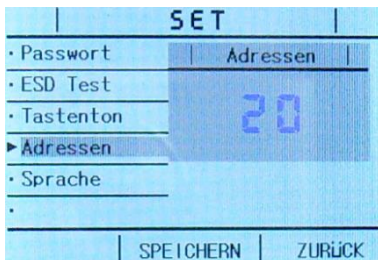 SET
Passwort
Adressen
ESD Test
20
Tastenton
Adressen
Sprache
SPEICHERN
ZURÜCK